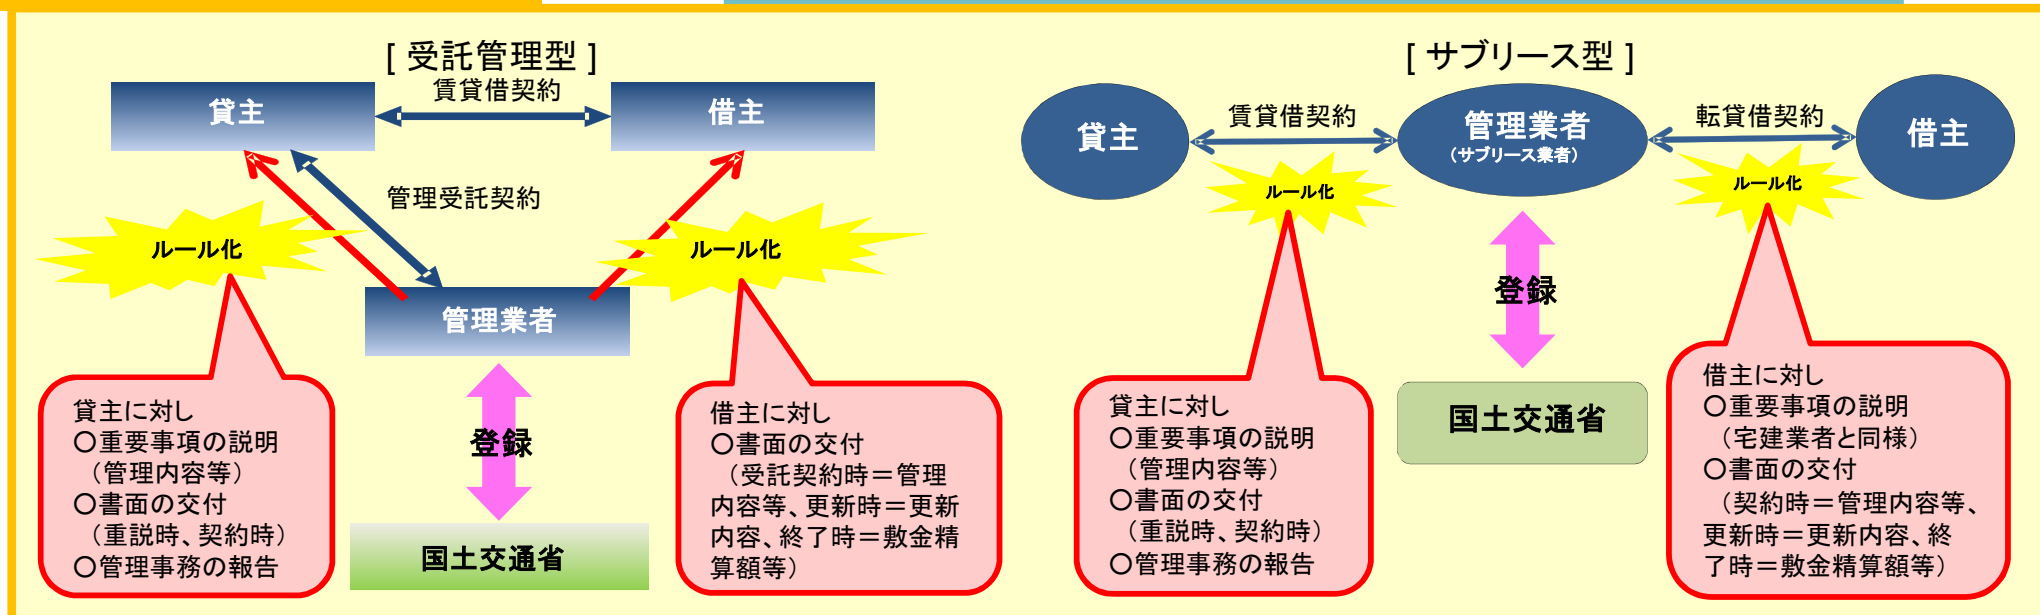 [ 受託管理型 ]
賃貸借契約
貸主
借主
管理受託契約
ルール化
ルール化
管理業者
登録
国土交通省
貸主に対し
〇重要事項の説明
（管理内容等）
〇書面の交付
（重説時、契約時）
〇管理事務の報告
借主に対し
〇書面の交付
（受託契約時＝管理
内容等、更新時＝更新
内容、終了時＝敷金精
算額等）
[ サブリース型 ]
貸主
賃貸借契約
管理業者
（サブリース業者）
転貸借契約
借主
ルール化
ルール化
登録
国土交通省
貸主に対し
〇重要事項の説明
（管理内容等）
〇書面の交付
（重説時、契約時）
〇管理事務の報告
借主に対し
〇重要事項の説明
（宅建業者と同様）
〇書面の交付
（契約時＝管理内容等、
更新時＝更新内容、終
了時＝敷金精算額等）